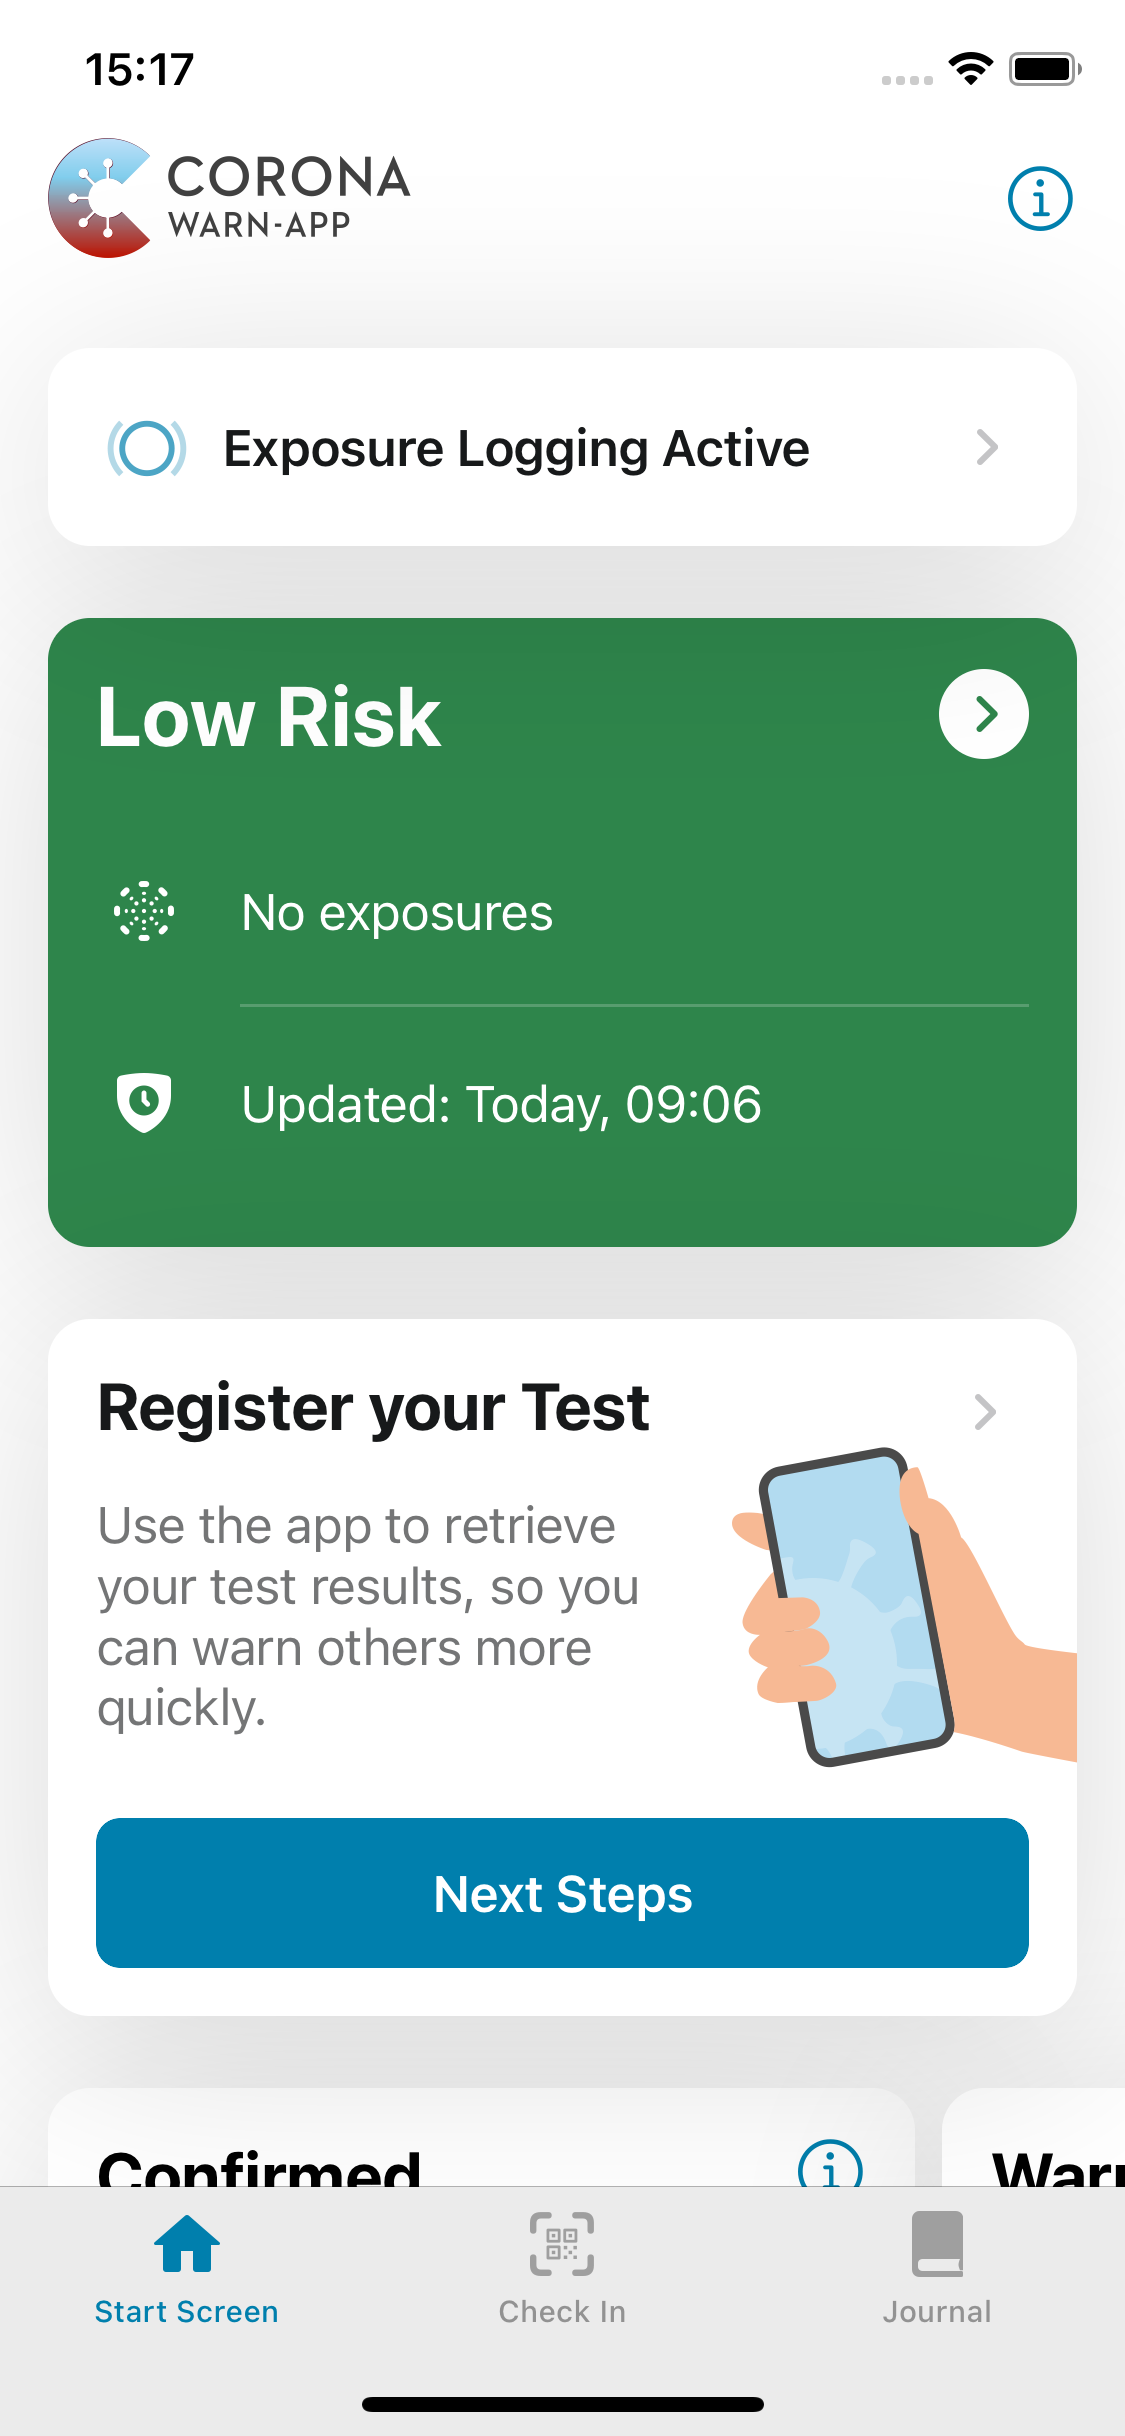 15:17
CORONA
WARN-APP
Exposure Logging Active
Low Risk
No exposures
Updated: Today, 09:06
Register your Test
Use the app to retrieve
your test results, so you
can warn others more
quickly.
Next Steps
Confirmed
Start Screen
Check In
Journal